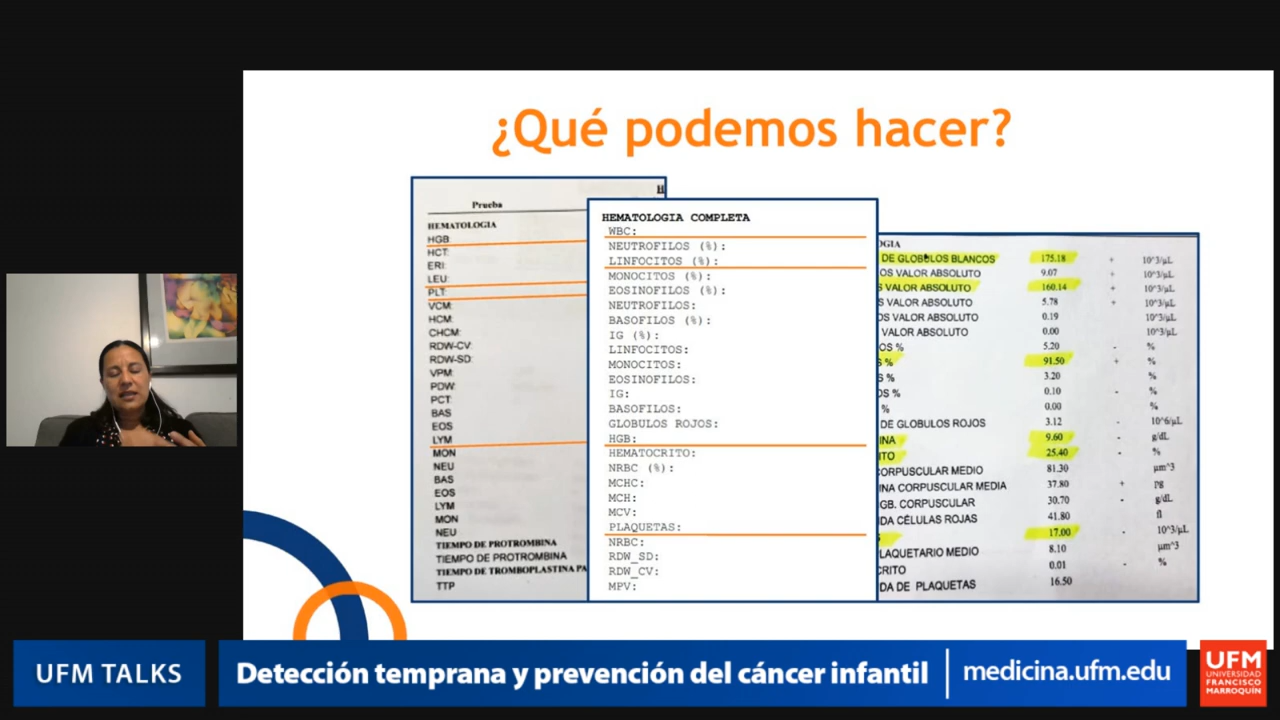 ¿Qué podemos hacer?
Prueba
HEMATOLOGIA
HGB
HCT:
ERI:
LEU:
PLT:
VCM:
HCM:
CHCM:
RDW-CV:
RDW-SD:
VPM:
PDW:
PCT:
BAS
EOS
LYM
MON
NEU
BAS
EOS
LYM
MON
NEU
TIEMPO DE PROTROMBINA
TIEMPO DE PROTROMBINA
TIEMPO DE TROMBOPLASTINA PA
TTP
HEMATOLOGIA COMPLETA
WBC:
NEUTROFILOS (%):
LINFOCITOS (%):
MONOCITOS (%):
EOSINOFILOS (%):
NEUTROFILOS:
BASOFILOS (%):
IG (%):
LINFOCITOS:
MONOCITOS:
EOSINOFILOS:
IG:
BASOFILOS:
GLOBULOS ROJOS:
HGB:
HEMATOCRITO:
NRBC (%):
MCHC:
MCH:
MCV:
PLAQUETAS:
NRBC:
RDW_SD:
RDW_CV:
MPV:
OGIA
DE GLOBULOS BLANCOS 175.18 + 10^3/µL
OS VALOR ABSOLUTO 9.07 + 10^3/µL
S VALOR ABSOLUTO 160.14 + 10^3/µL
S VALOR ABSOLUTO 5.78 + 10^3/µL
OS VALOR ABSOLUTO 0.19 10^3/µL
VALOR ABSOLUTO 0.00 10^3/µL
OS % 5.20 - %
S % 91.50 + %
S % 3.20 %
OS % 0.10 - %
% 0.00 %
DE GLOBULOS ROJOS 3.12 - 10^6/µL
INA 9.60 - g/dL
ITO 25.40 - %
CORPUSCULAR MEDIO 81.30 µm^3
INA CORPUSCULAR MEDIA 37.80 + pg
GB. CORPUSCULAR 30.70 - g/dL
DA CÉLULAS ROJAS 41.80 fl
S 17.00 - 10^3/µL
LAQUETARIO MEDIO 8.10 µm^3
CRITO 0.01 - %
DA DE PLAQUETAS 16.50
UFM TALKS
Detección temprana y prevención del cáncer infantil
medicina.ufm.edu
UFM
UNIVERSIDAD
FRANCISCO
MARROQUÍN